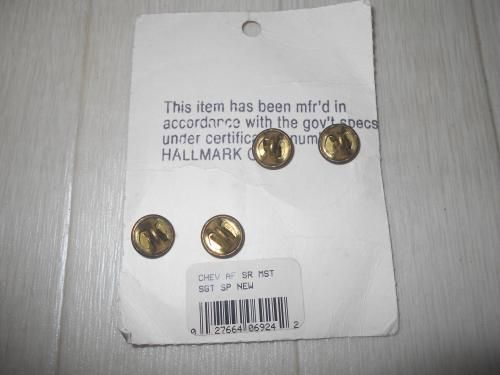 This item has been mfr'd in
accordance with the gov't specs
under
HALLMARK
CHEV AF SR MST
SGT SP NEW
0 27664 06924 2